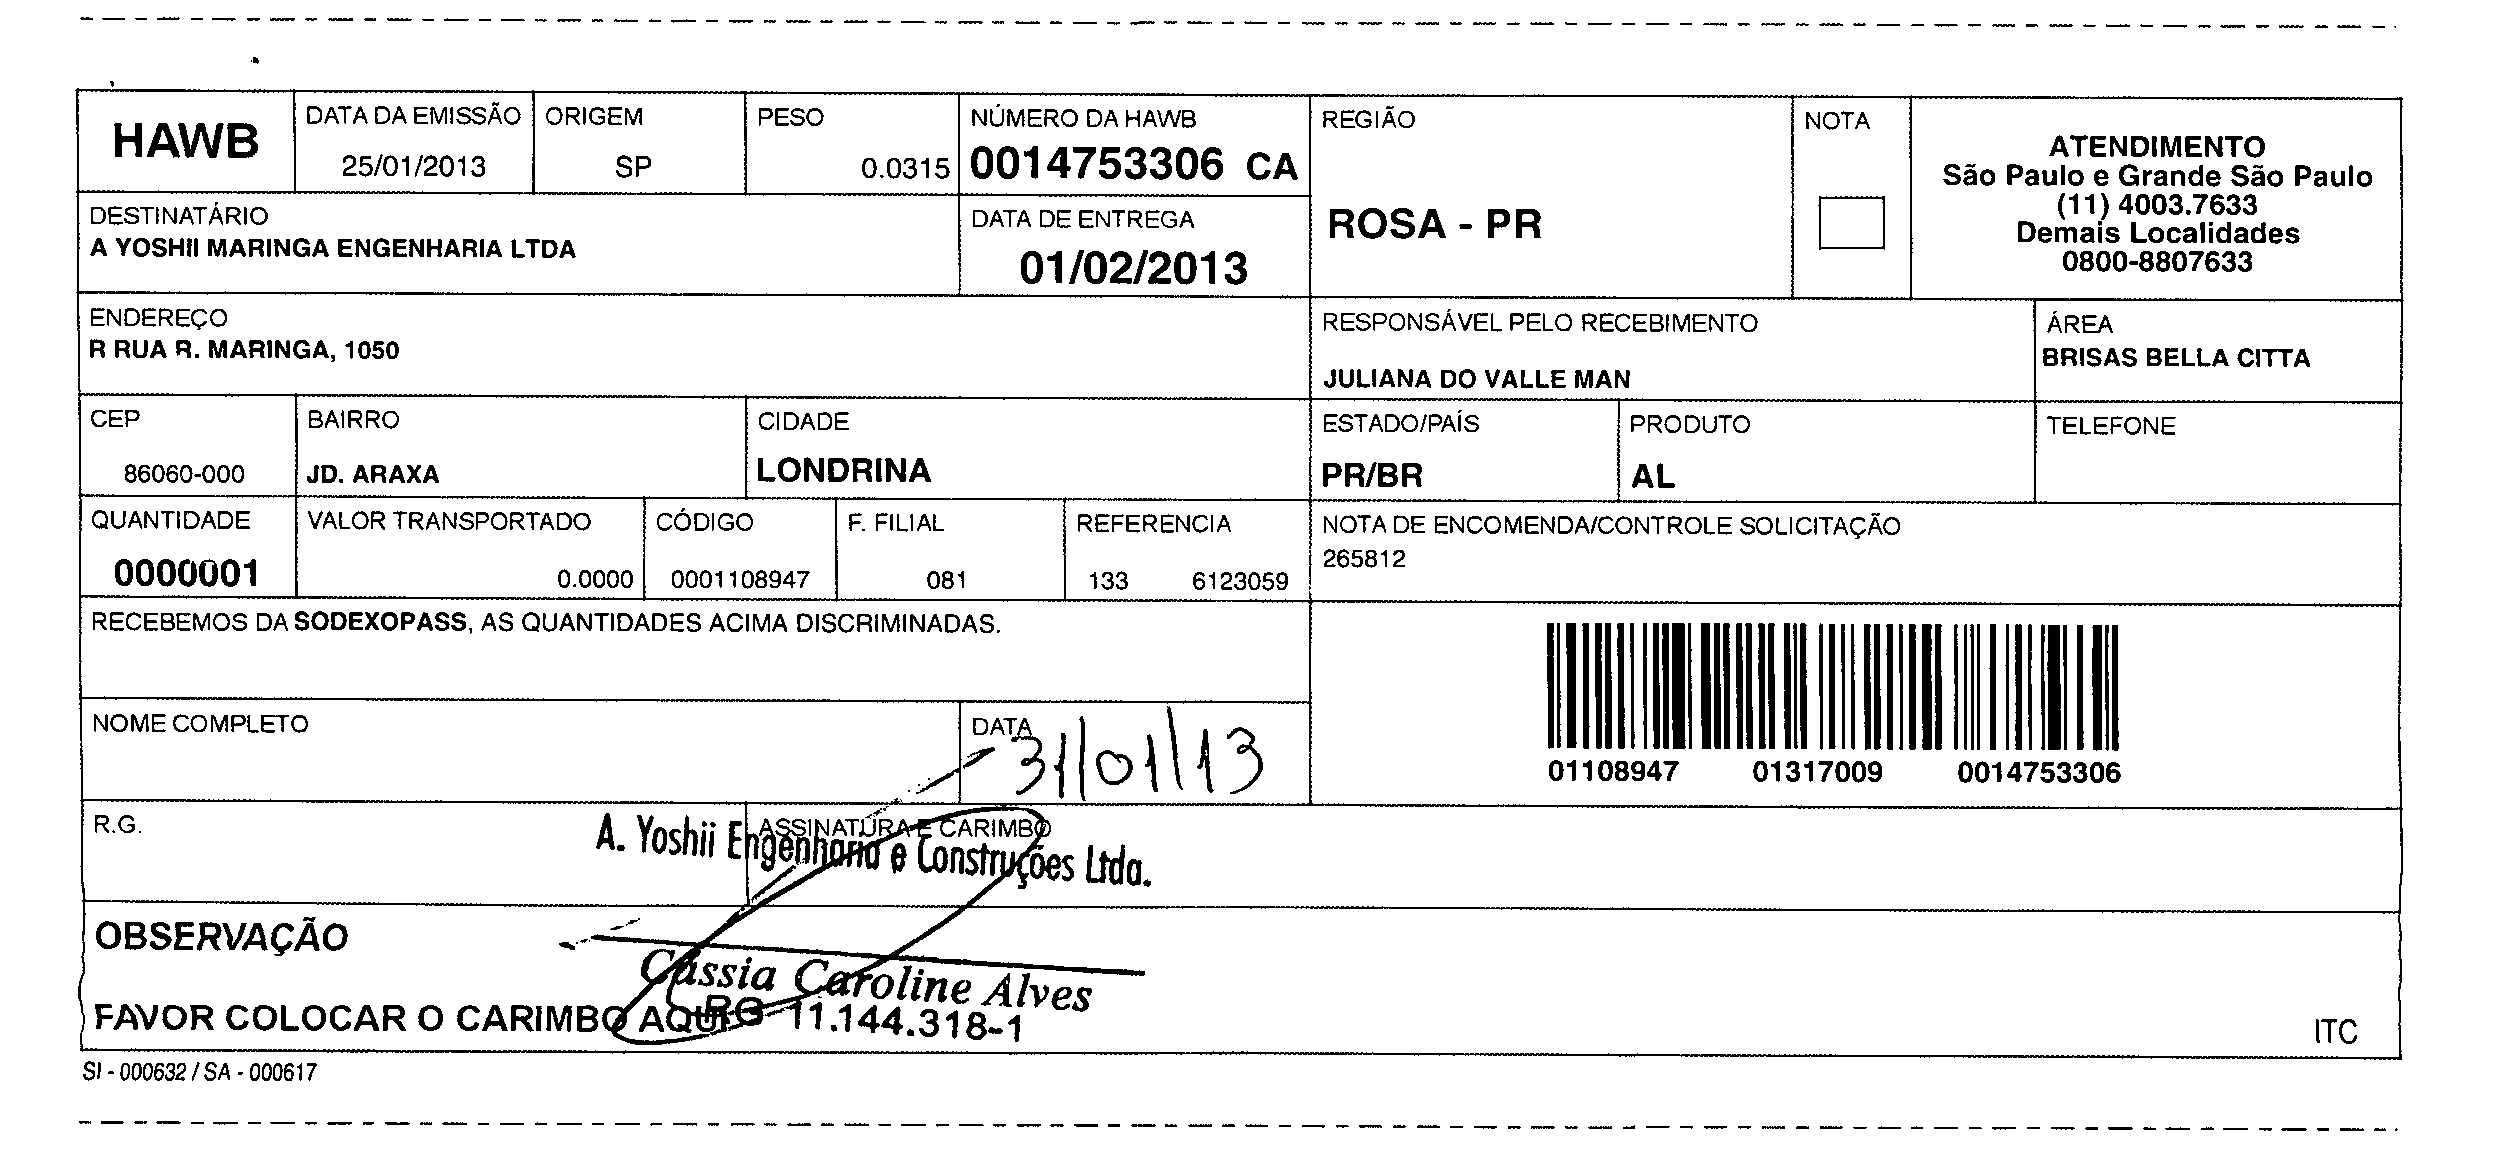 HAWB
DATA DA EMISSÃO
25/01/2013
ORIGEM
SP
PESO
0.0315
NÚMERO DA HAWB
0014753306 CA
REGIÃO
ROSA - PR
NOTA
ATENDIMENTO
São Paulo e Grande São Paulo
(11) 4003.7633
Demais Localidades
0800-8807633
DESTINATÁRIO
A YOSHII MARINGA ENGENHARIA LTDA
DATA DE ENTREGA
01/02/2013
ENDEREÇO
R RUA R. MARINGA, 1050
RESPONSÁVEL PELO RECEBIMENTO
JULIANA DO VALLE MAN
ÁREA
BRISAS BELLA CITTA
CEP
86060-000
BAIRRO
JD. ARAXA
CIDADE
LONDRINA
ESTADO/PAÍS
PR/BR
PRODUTO
AL
TELEFONE
QUANTIDADE
0000001
VALOR TRANSPORTADO
0.0000
CÓDIGO
0001108947
F. FILIAL
081
REFERENCIA
133 6123059
NOTA DE ENCOMENDA/CONTROLE SOLICITAÇÃO
265812
RECEBEMOS DA SODEXOPASS, AS QUANTIDADES ACIMA DISCRIMINADAS.
01108947 01317009 0014753306
NOME COMPLETO
DATA
31/01/13
R.G.
ASSINATURA E CARIMBO
A. Yoshii Engenharia e Construções Ltda.
OBSERVAÇÃO
Cássia Caroline Alves
RG 11.144.318-1
FAVOR COLOCAR O CARIMBO AQUI
ITC
SI - 000632 / SA - 000617